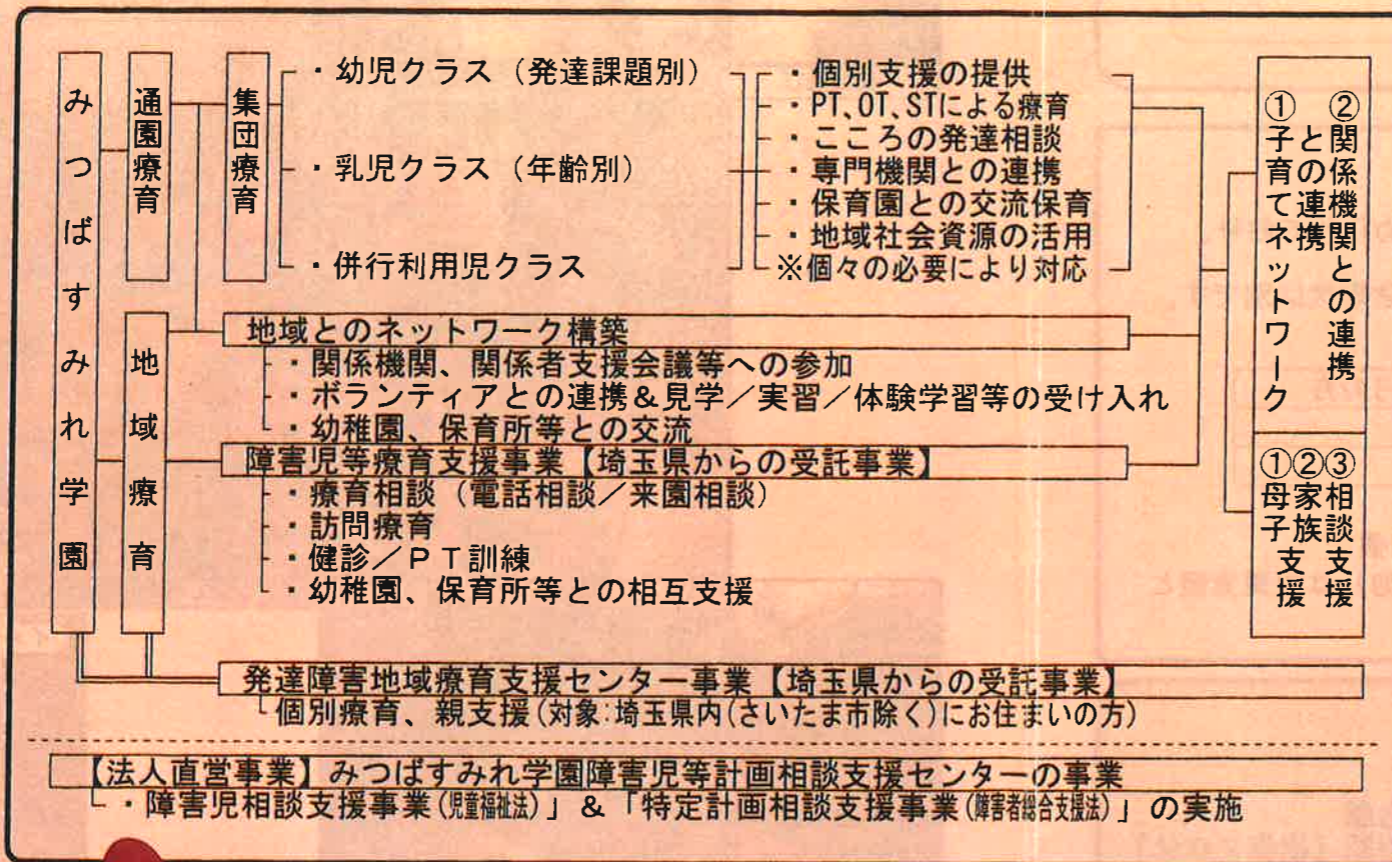 みつばすみれ学園
通園療育
集団療育
・幼児クラス（発達課題別）
・乳児クラス（年齢別）
・併行利用児クラス
・個別支援の提供
・PT、OT、STによる療育
・こころの発達相談
・専門機関との連携
・保育園との交流保育
・地域社会資源の活用
※個々の必要により対応
地域療育
地域とのネットワーク構築
・関係機関、関係者支援会議等への参加
・ボランティアとの連携＆見学／実習／体験学習等の受け入れ
・幼稚園、保育所等との交流
障害児等療育支援事業【埼玉県からの受託事業】
・療育相談（電話相談／来園相談）
・訪問療育
・健診／ＰＴ訓練
・幼稚園、保育所等との相互支援
②関係機関との連携
との連携
①子育てネットワーク
③相談支援
②家族支援
①母子支援
発達障害地域療育支援センター事業【埼玉県からの受託事業】
個別療育、親支援（対象：埼玉県内（さいたま市除く）にお住まいの方）
【法人直営事業】みつばすみれ学園障害児等計画相談支援センターの事業
・障害児相談支援事業（児童福祉法）」＆「特定計画相談支援事業（障害者総合支援法）」の実施